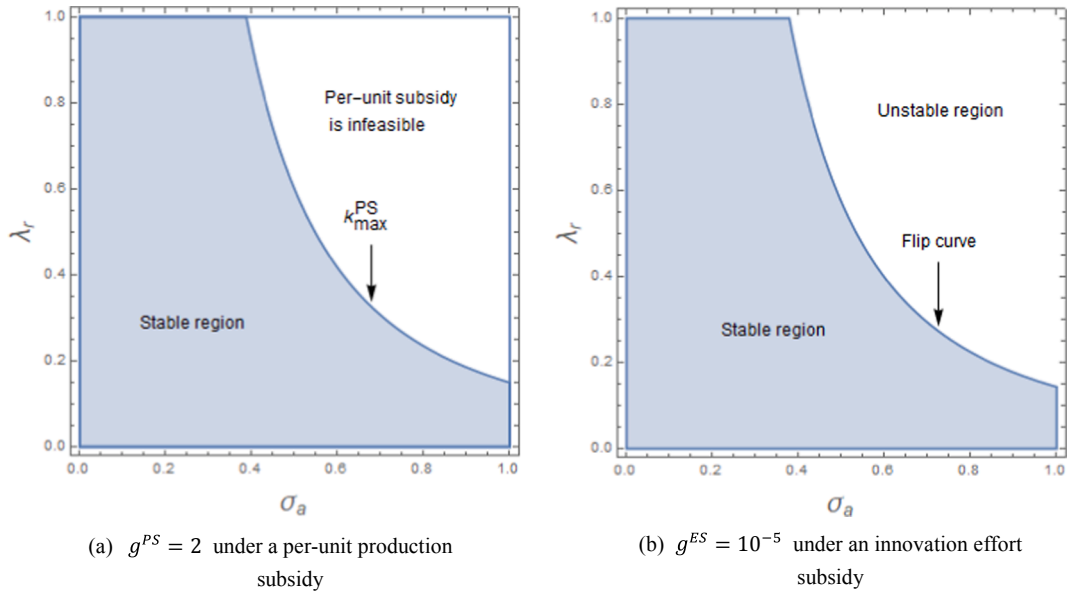 1.0
0.8
0.6
0.4
0.2
0.0
λr
Per-unit subsidy
is infeasible
k PS max
Stable region
0.0 0.2 0.4 0.6 0.8 1.0
σa
(a) g^PS = 2 under a per-unit production
subsidy
1.0
0.8
0.6
0.4
0.2
0.0
λr
Unstable region
Flip curve
Stable region
0.0 0.2 0.4 0.6 0.8 1.0
σa
(b) g^ES = 10^−5 under an innovation effort
subsidy